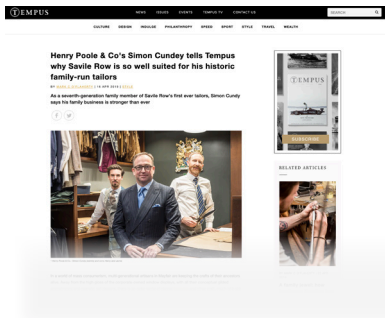 TEMPUS
NEWS ISSUES EVENTS TEMPUS TV CONTACT US
SEARCH
CULTURE DESIGN INDULGE PHILANTHROPY SPEED SPORT STYLE TRAVEL WEALTH
Henry Poole & Co's Simon Cundey tells Tempus
why Savile Row is so well suited for his historic
family-run tailors
As a seventh-generation family member of Savile Row's first ever tailors, Simon Cundy
says his family business is stronger than ever
TEMPUS
SUBSCRIBE
RELATED ARTICLES